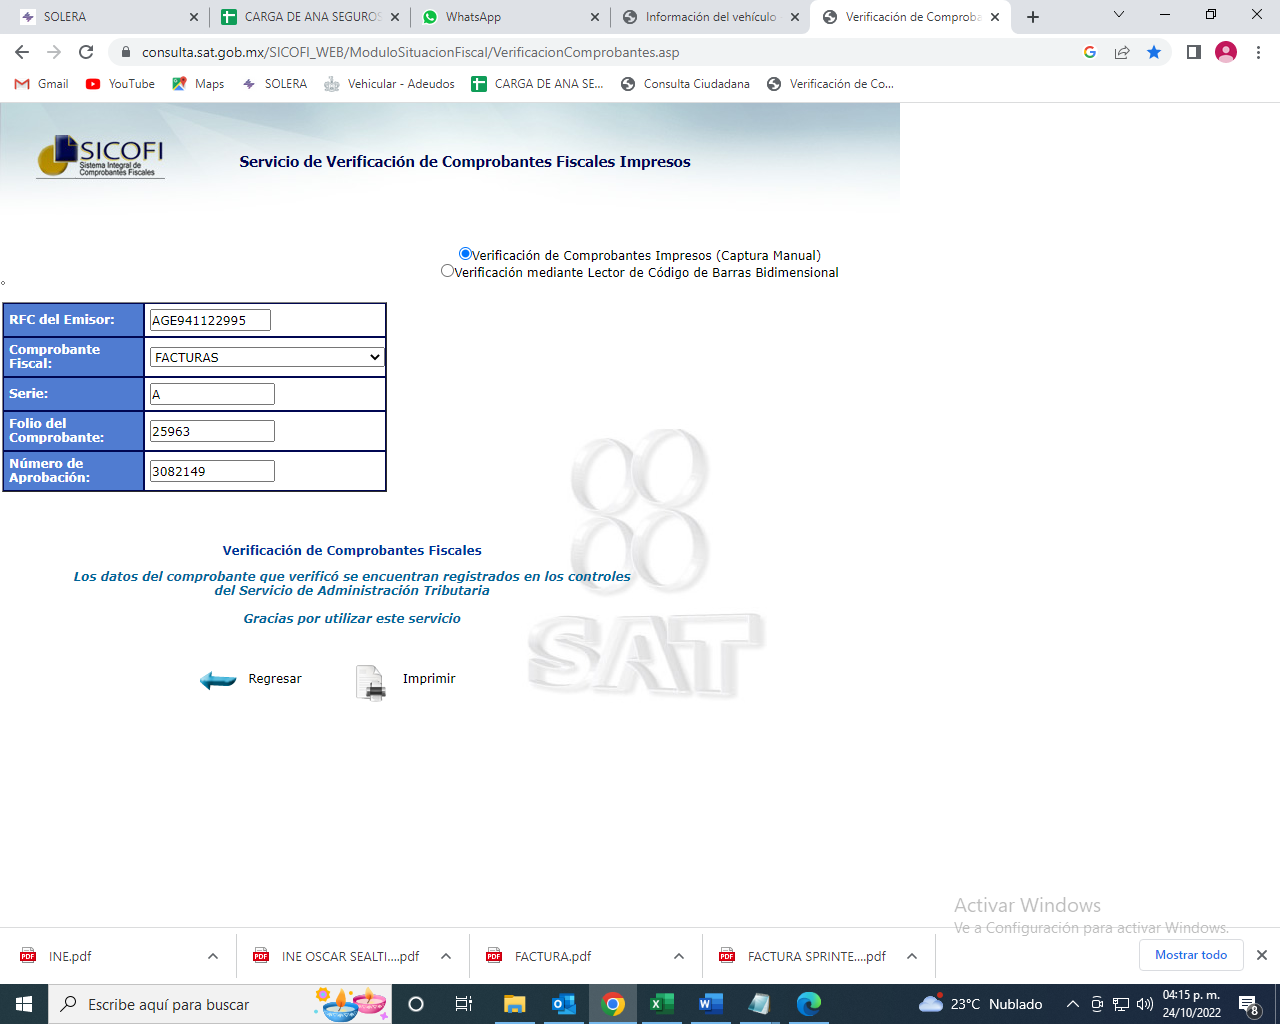 SOLERA
CARGA DE ANA SEGUROS
WhatsApp
Información del vehículo
Verificación de Comproba
consulta.sat.gob.mx/SICOFI_WEB/ModuloSituacionFiscal/VerificacionComprobantes.asp
Gmail
YouTube
Maps
SOLERA
Vehicular - Adeudos
CARGA DE ANA SE...
Consulta Ciudadana
Verificación de Co...
SICOFI
Sistema Integral de
Comprobantes Fiscales
Servicio de Verificación de Comprobantes Fiscales Impresos
Verificación de Comprobantes Impresos (Captura Manual)
Verificación mediante Lector de Código de Barras Bidimensional
RFC del Emisor: AGE941122995
Comprobante
Fiscal: FACTURAS
Serie: A
Folio del
Comprobante: 25963
Número de
Aprobación: 3082149
Verificación de Comprobantes Fiscales
Los datos del comprobante que verificó se encuentran registrados en los controles
del Servicio de Administración Tributaria
Gracias por utilizar este servicio
SAT
Regresar
Imprimir
Activar Windows
Ve a Configuración para activar Windows.
INE.pdf
INE OSCAR SEALTI....pdf
FACTURA.pdf
FACTURA SPRINTE....pdf
Mostrar todo
Escribe aquí para buscar
23°C Nublado
04:15 p. m.
24/10/2022
8